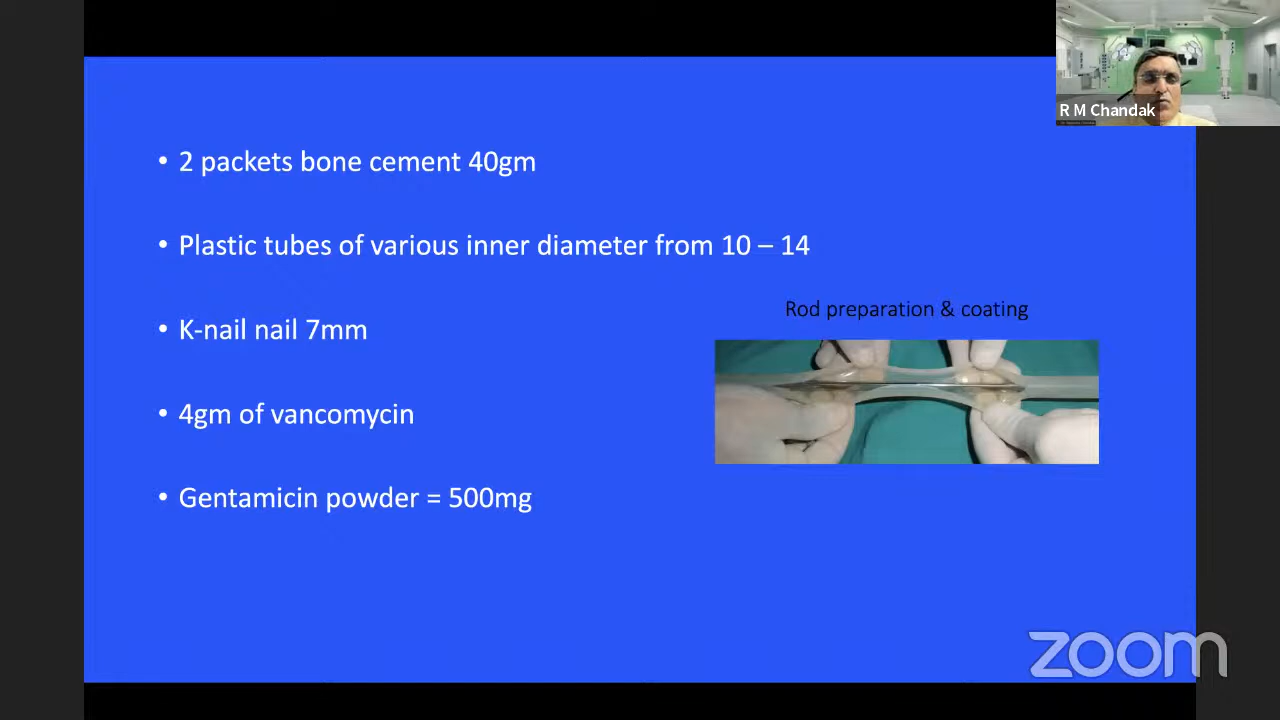 R M Chandak
• 2 packets bone cement 40gm
• Plastic tubes of various inner diameter from 10 – 14
Rod preparation & coating
• K-nail nail 7mm
• 4gm of vancomycin
• Gentamicin powder = 500mg
zoom